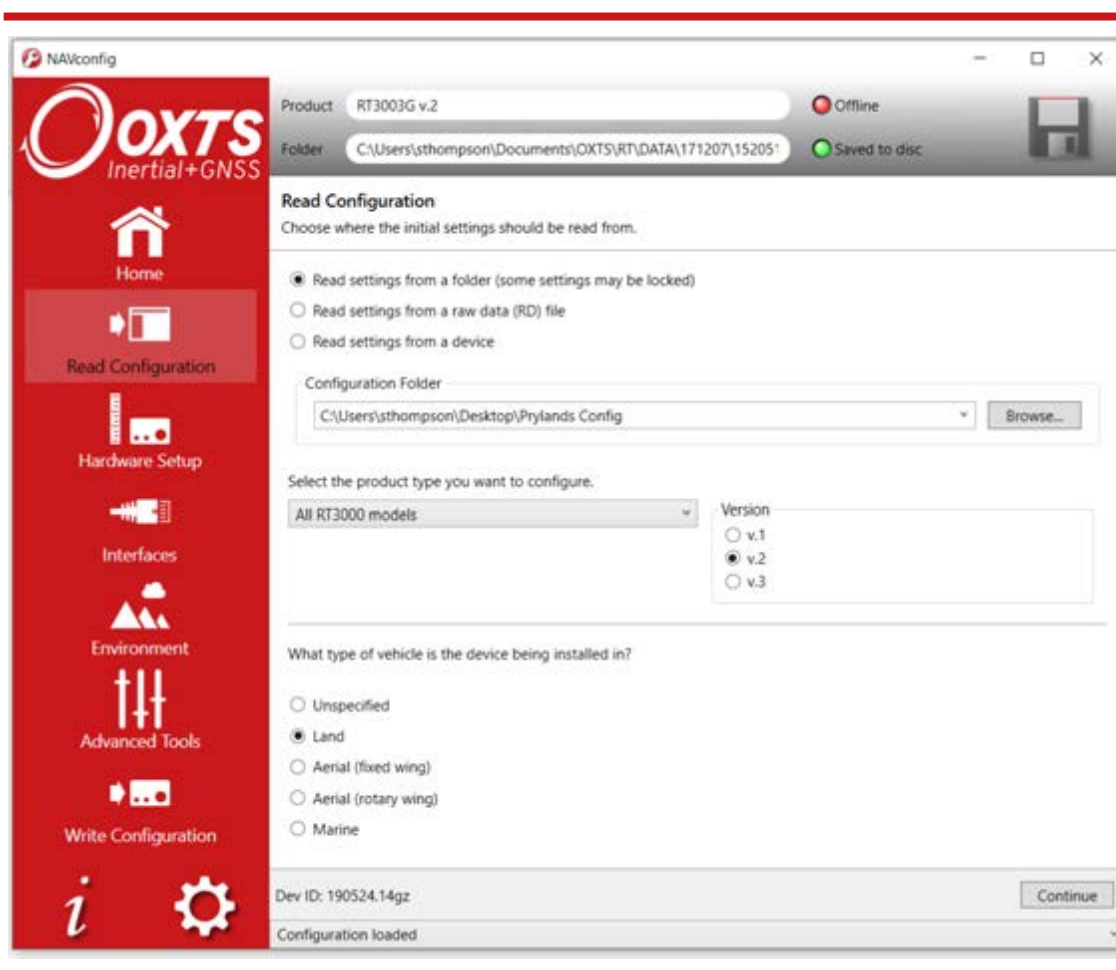 NAVconfig
OXTS
Inertial+GNSS
Product RT3003G v.2 Offline
Folder C:\Users\sthompson\Documents\OXTS\RT\DATA\171207\152051 Saved to disc
Read Configuration
Choose where the initial settings should be read from.
Home
Read settings from a folder (some settings may be locked)
Read settings from a raw data (RD) file
Read settings from a device
Read Configuration
Configuration Folder
C:\Users\sthompson\Desktop\Prylands Config Browse...
Hardware Setup
Select the product type you want to configure.
All RT3000 models
Version
v.1
v.2
v.3
Interfaces
Environment
What type of vehicle is the device being installed in?
Unspecified
Land
Aerial (fixed wing)
Aerial (rotary wing)
Marine
Advanced Tools
Write Configuration
i
Dev ID: 190524.14gz Continue
Configuration loaded